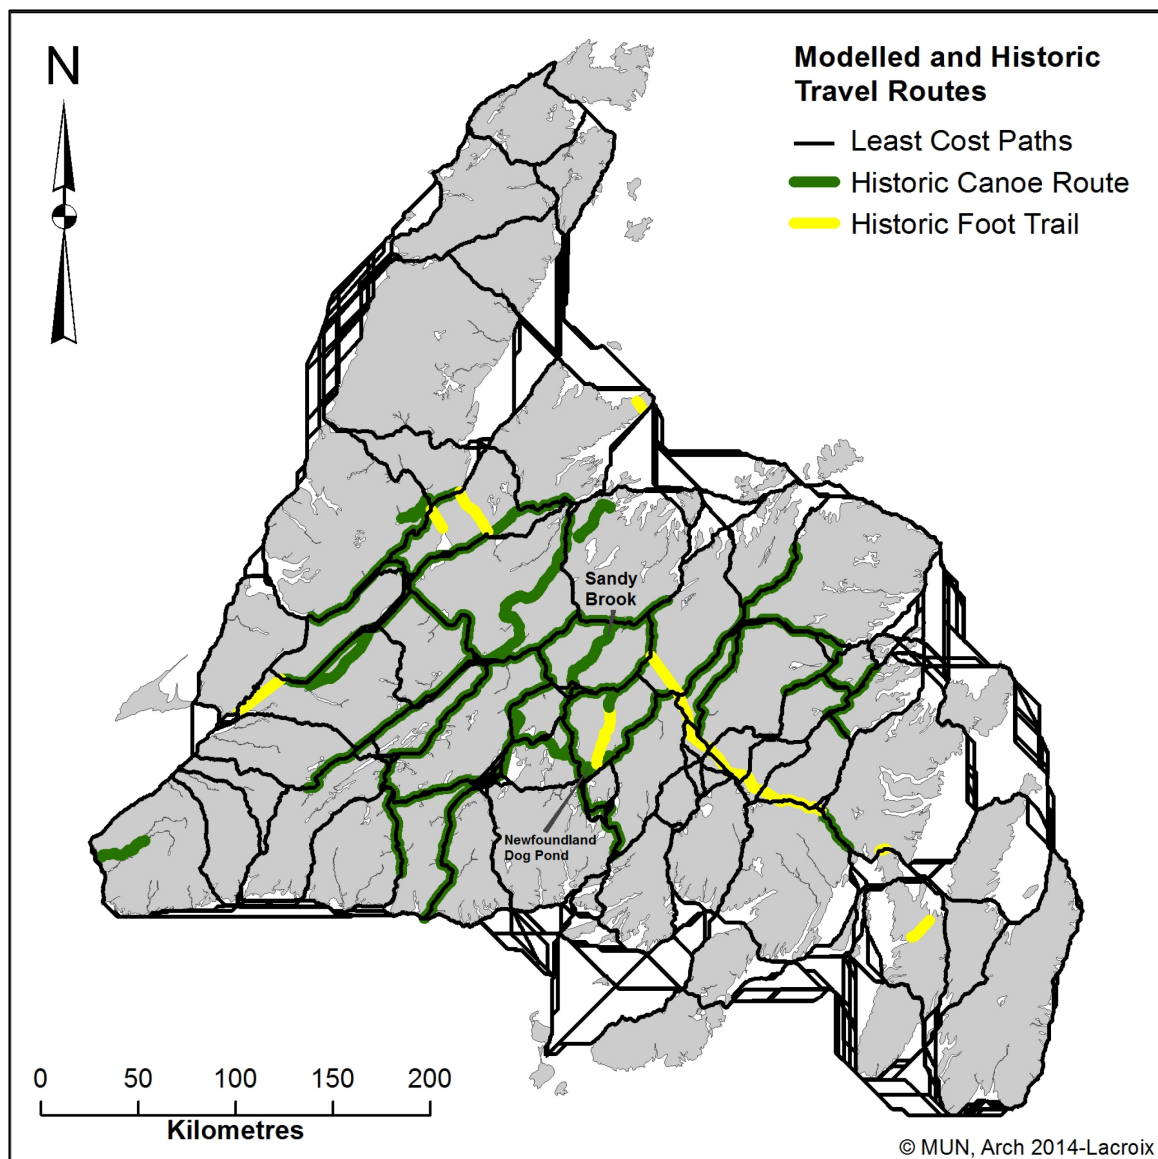 N
Modelled and Historic
Travel Routes
Least Cost Paths
Historic Canoe Route
Historic Foot Trail
Sandy
Brook
Newfoundland
Dog Pond
0 50 100 150 200
Kilometres
© MUN, Arch 2014-Lacroix